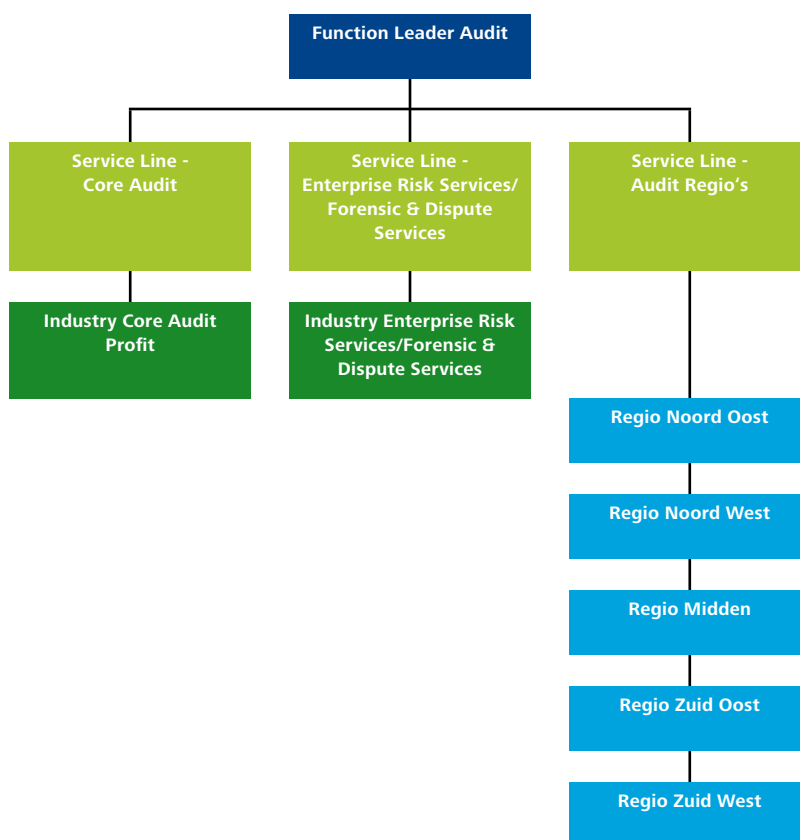 Function Leader Audit
Service Line -
Core Audit
Service Line -
Enterprise Risk Services/
Forensic & Dispute
Services
Service Line -
Audit Regio’s
Industry Core Audit
Profit
Industry Enterprise Risk
Services/Forensic &
Dispute Services
Regio Noord Oost
Regio Noord West
Regio Midden
Regio Zuid Oost
Regio Zuid West